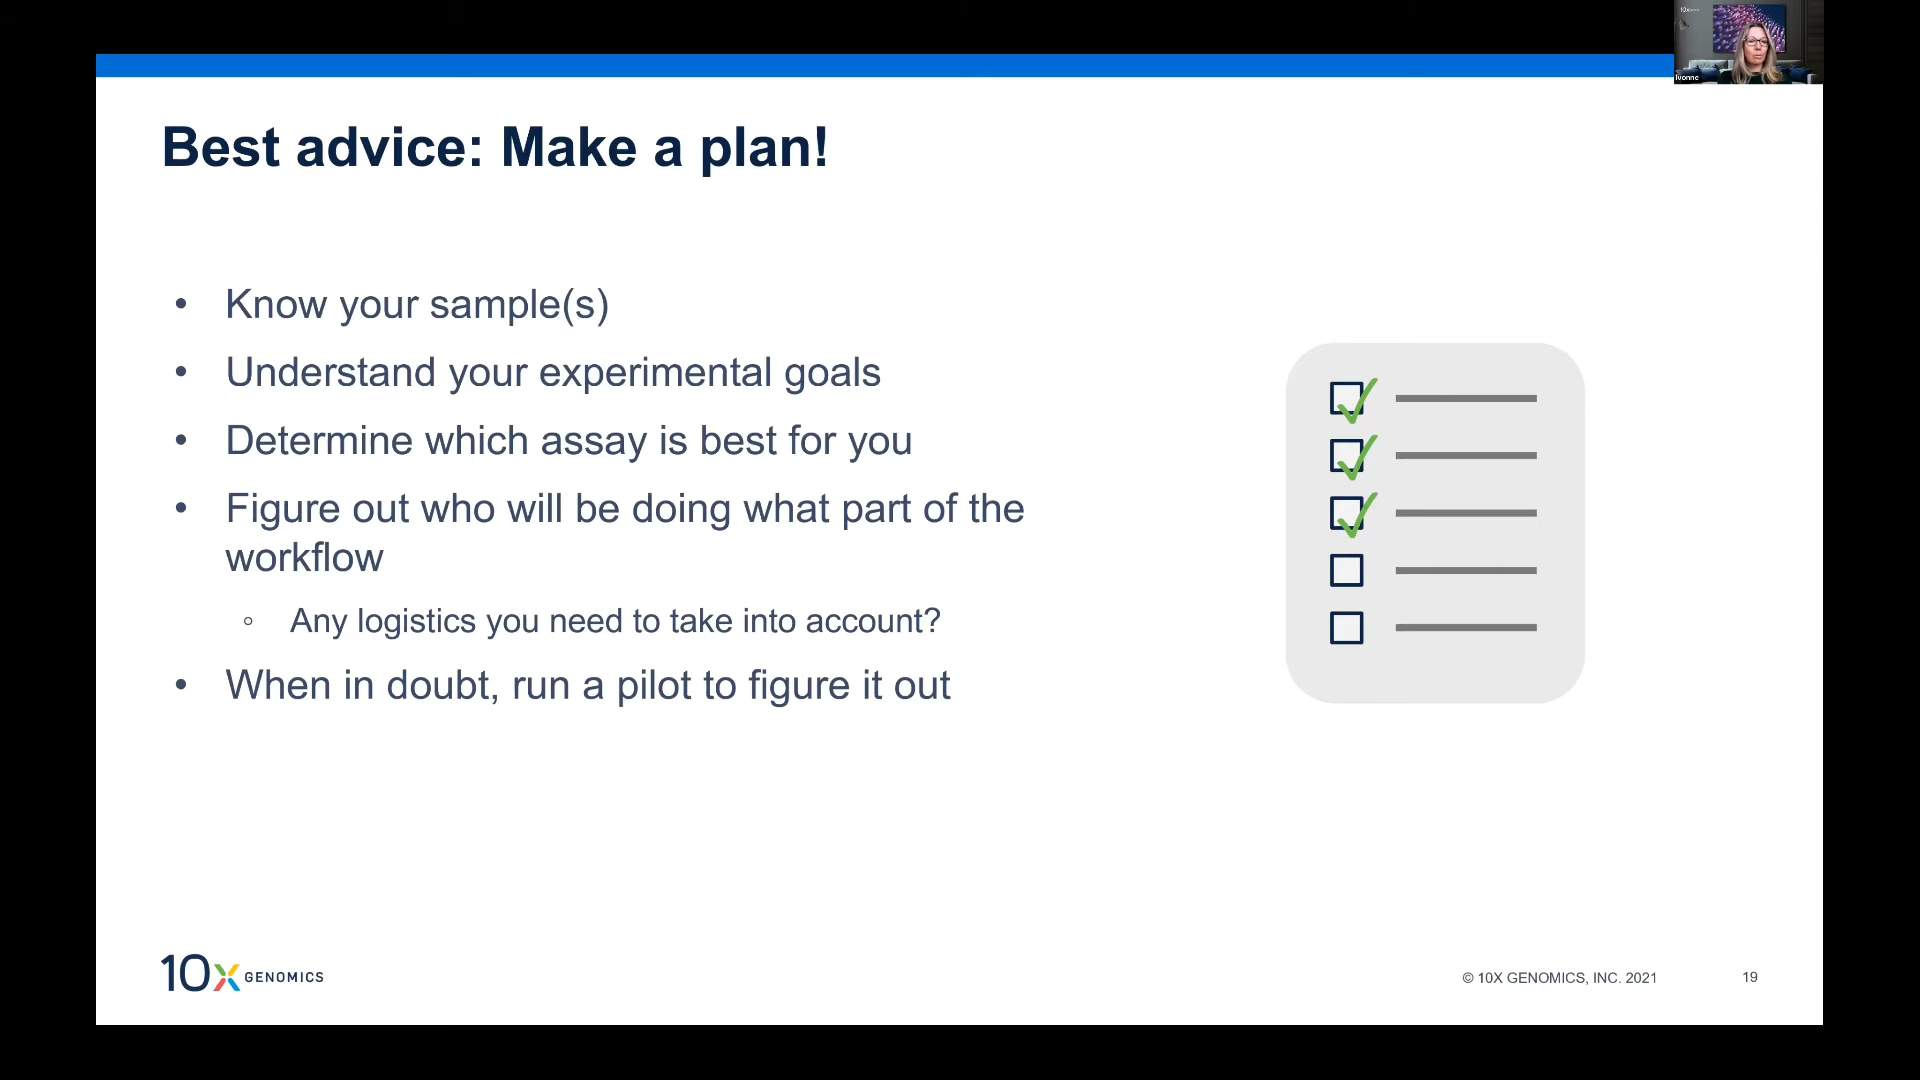 10x
Ivonne
Best advice: Make a plan!
• Know your sample(s)
• Understand your experimental goals
• Determine which assay is best for you
• Figure out who will be doing what part of the
workflow
◦ Any logistics you need to take into account?
• When in doubt, run a pilot to figure it out
10X GENOMICS
© 10X GENOMICS, INC. 2021
19